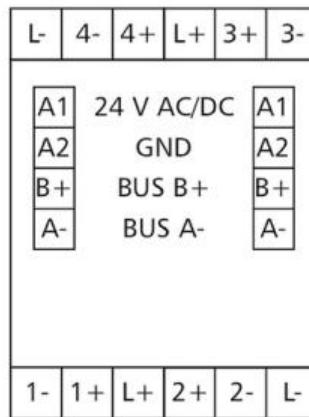 L- 4- 4+ L+ 3+ 3-
A1 24 V AC/DC A1
A2 GND A2
B+ BUS B+ B+
A- BUS A- A-
1- 1+ L+ 2+ 2- L-